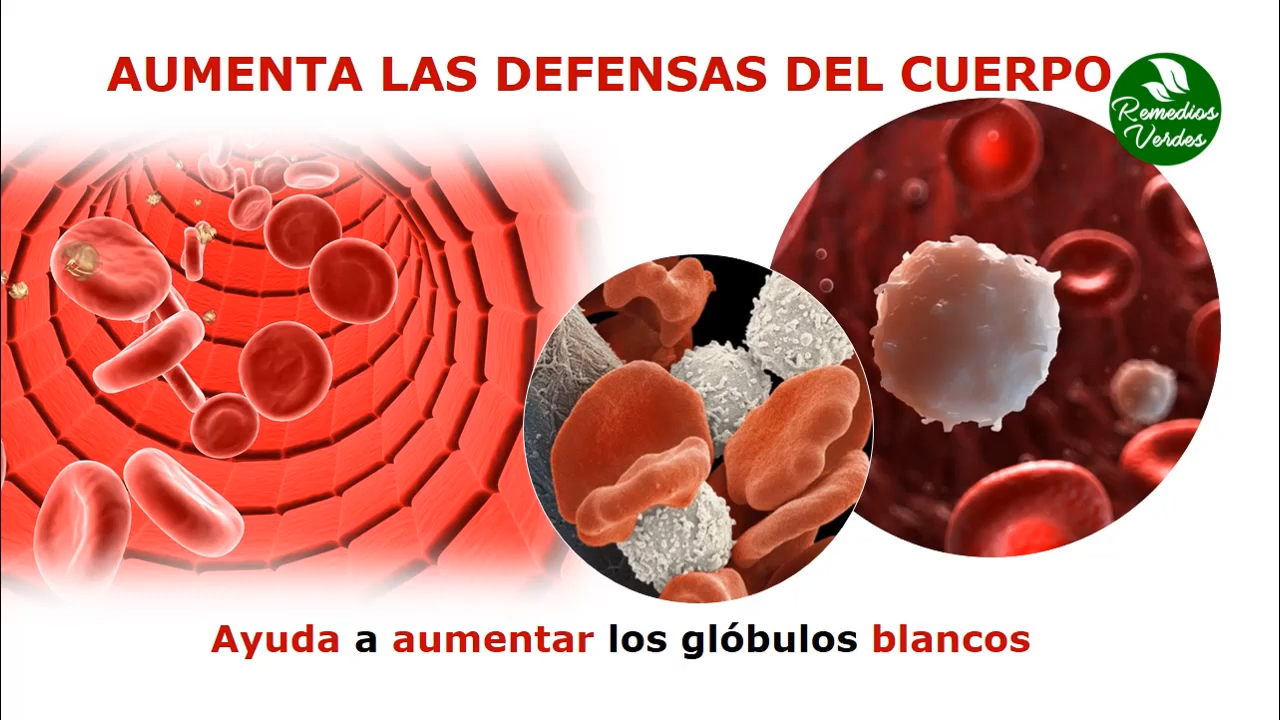 AUMENTA LAS DEFENSAS DEL CUERPO
Remedios
Verdes
Ayuda a aumentar los glóbulos blancos